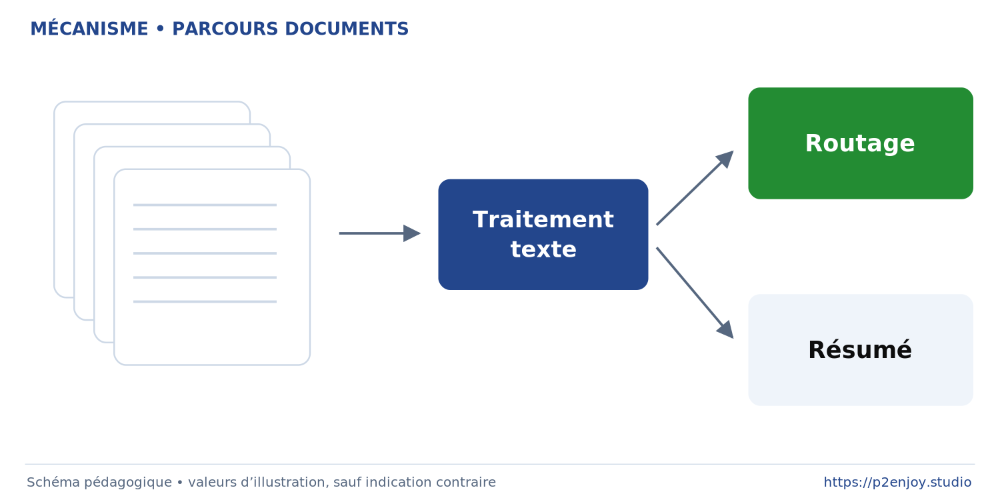 MÉCANISME • PARCOURS DOCUMENTS
Traitement
texte
Routage
Résumé
Schéma pédagogique • valeurs d’illustration, sauf indication contraire
https://p2enjoy.studio